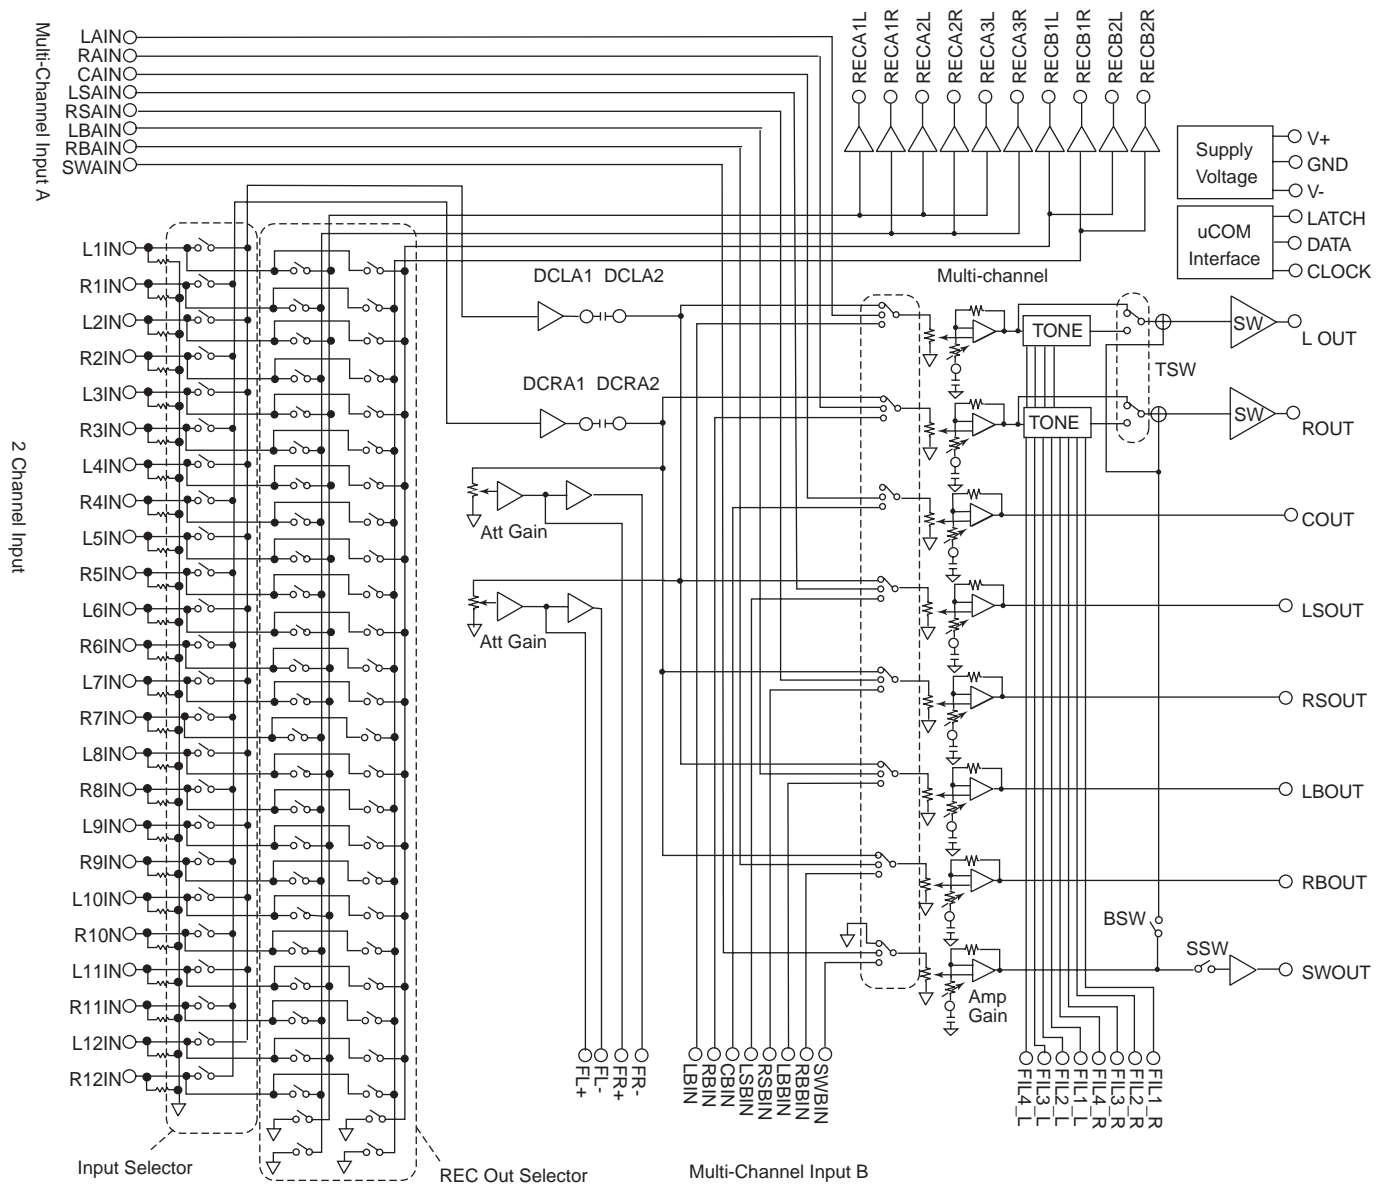 Multi-Channel Input A
LAIN
RAIN
CAIN
LSAIN
RSAIN
LBAIN
RBAIN
SWAIN
RECA1L
RECA1R
RECA2L
RECA2R
RECA3L
RECA3R
RECB1L
RECB1R
RECB2L
RECB2R
Supply
Voltage
V+
GND
V-
uCOM
Interface
LATCH
DATA
CLOCK
2 Channel Input
L1IN
R1IN
L2IN
R2IN
L3IN
R3IN
L4IN
R4IN
L5IN
R5IN
L6IN
R6IN
L7IN
R7IN
L8IN
R8IN
L9IN
R9IN
L10IN
R10N
L11IN
R11IN
L12IN
R12IN
Input Selector
REC Out Selector
DCLA1 DCLA2
DCRA1 DCRA2
Att Gain
Att Gain
FL+
FL-
FR+
FR-
Multi-channel
TONE
TONE
TSW
SW
SW
L OUT
ROUT
COUT
LSOUT
RSOUT
LBOUT
RBOUT
BSW
SSW
SWOUT
Amp
Gain
LBIN
RBIN
CBIN
LSBIN
RSBIN
LBBIN
RBBIN
SWBIN
Multi-Channel Input B
FIL4_L
FIL3_L
FIL2_L
FIL1_L
FIL4_R
FIL3_R
FIL2_R
FIL1_R